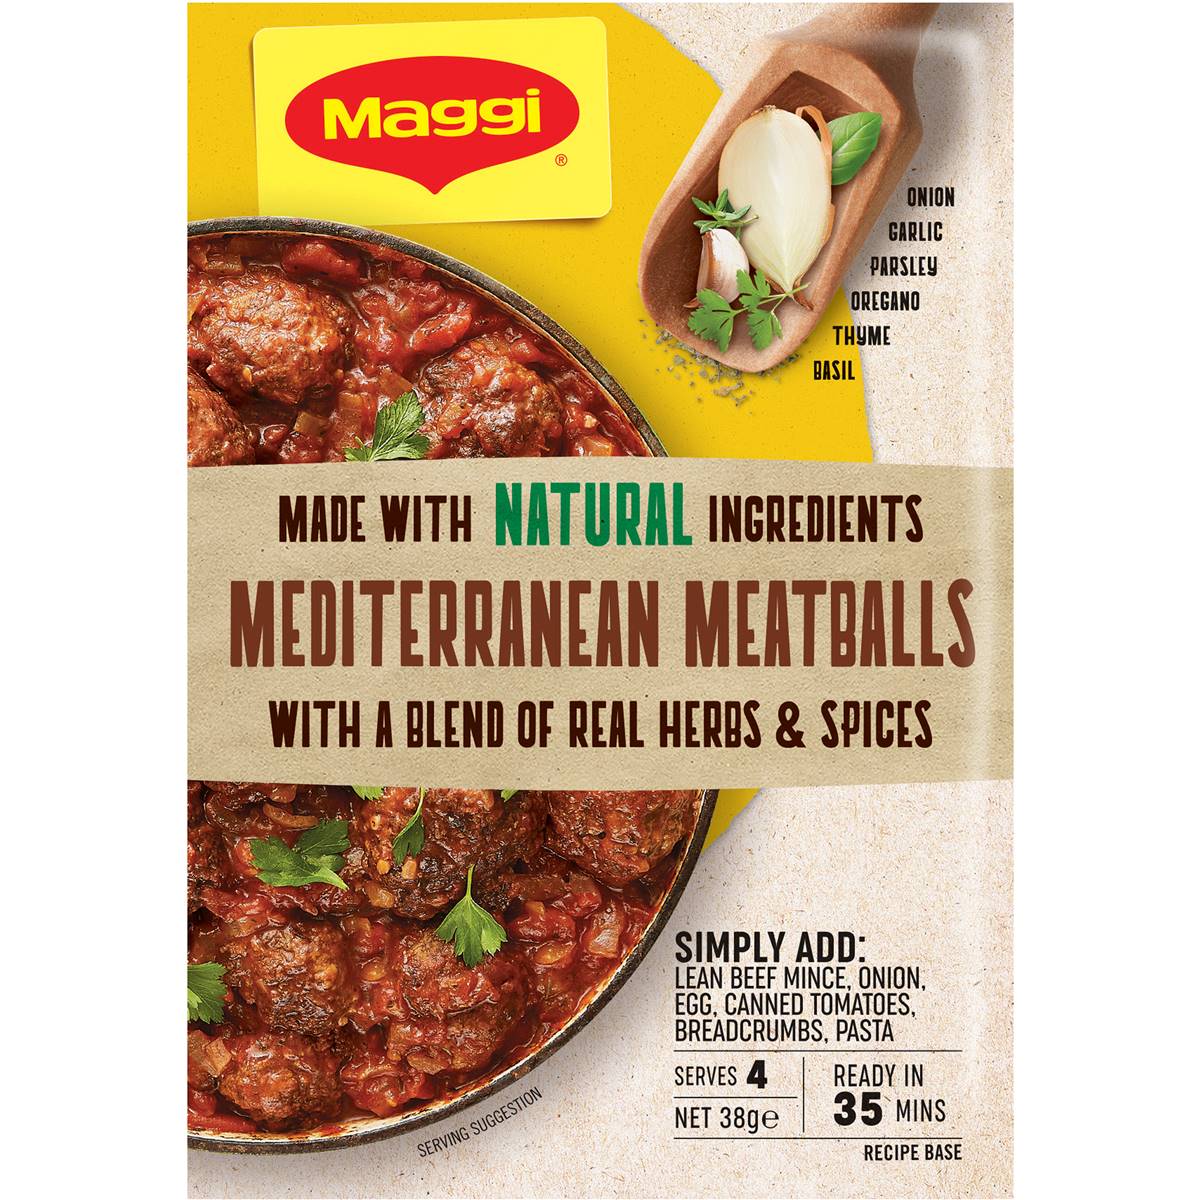 Maggi
®
ONION
GARLIC
PARSLEY
OREGANO
THYME
BASIL
MADE WITH NATURAL INGREDIENTS
MEDITERRANEAN MEATBALLS
WITH A BLEND OF REAL HERBS & SPICES
SIMPLY ADD:
LEAN BEEF MINCE, ONION,
EGG, CANNED TOMATOES,
BREADCRUMBS, PASTA
SERVES 4
NET 38g℮
READY IN
35 MINS
RECIPE BASE
SERVING SUGGESTION